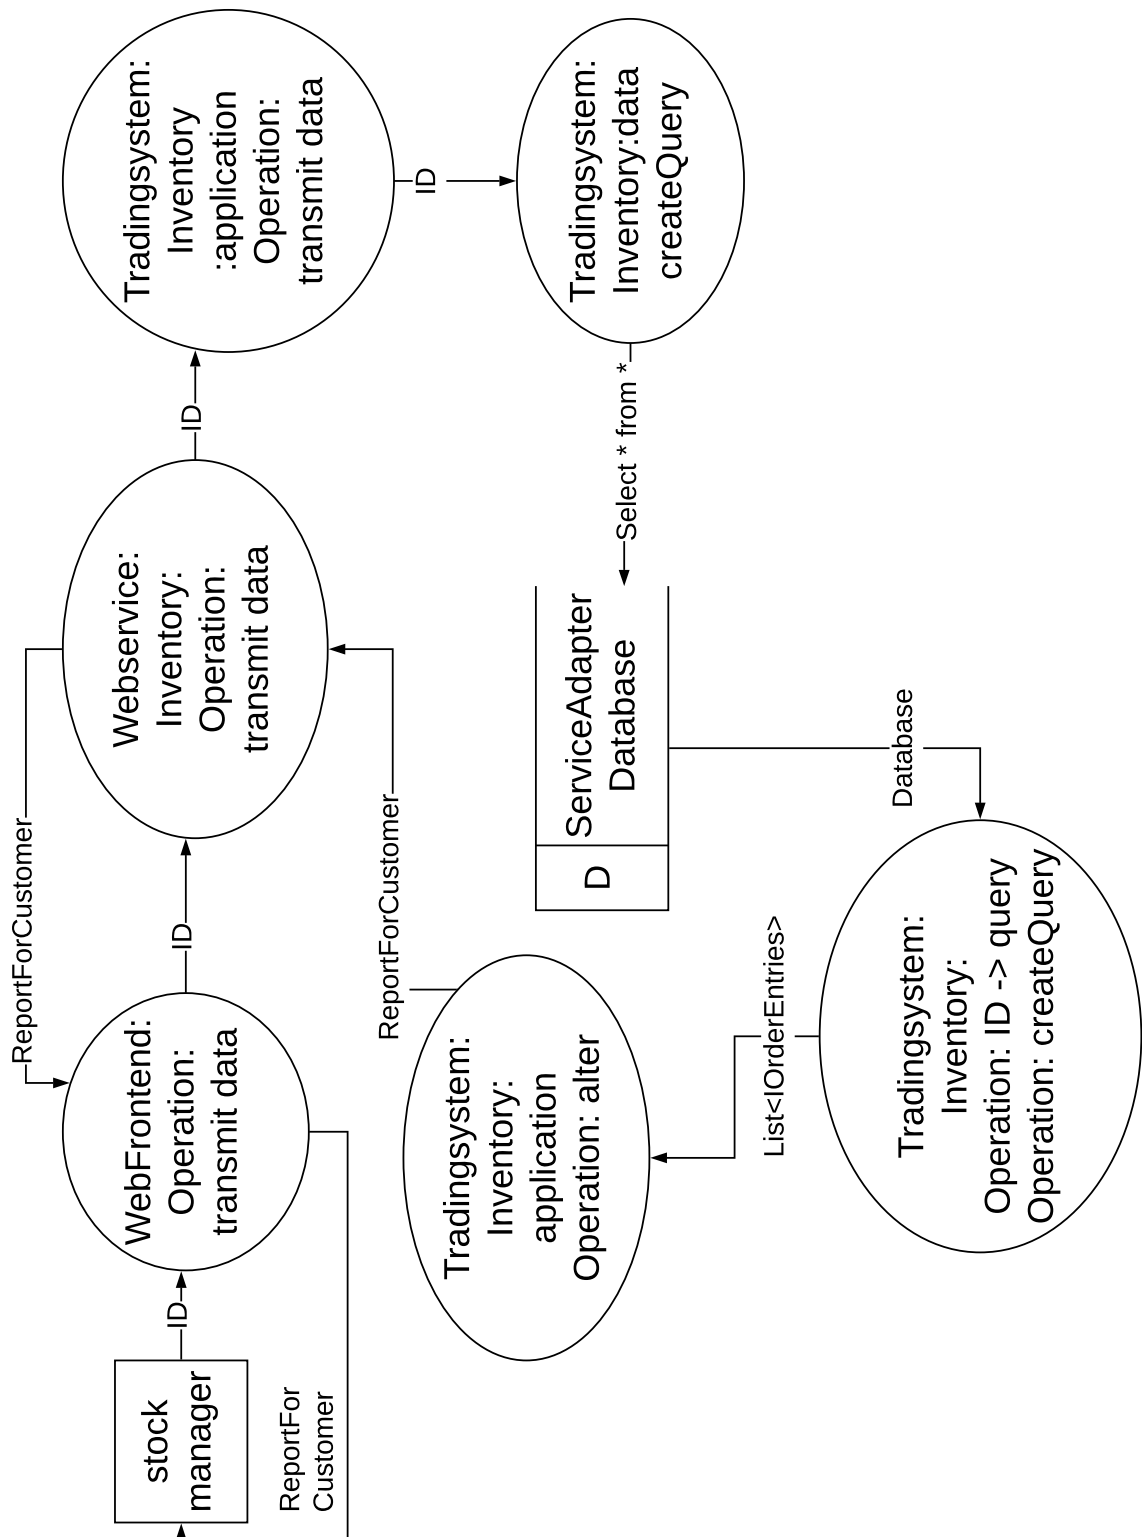 stock
manager
ID
WebFrontend:
Operation:
transmit data
ID
Webservice:
Inventory:
Operation:
transmit data
ID
Tradingsystem:
Inventory
:application
Operation:
transmit data
ID
Tradingsystem:
Inventory:data
createQuery
Select * from *
D
ServiceAdapter
Database
Database
Tradingsystem:
Inventory:
Operation: ID -> query
Operation: createQuery
List<IOrderEntries>
Tradingsystem:
Inventory:
application
Operation: alter
ReportForCustomer
ReportForCustomer
ReportFor
Customer